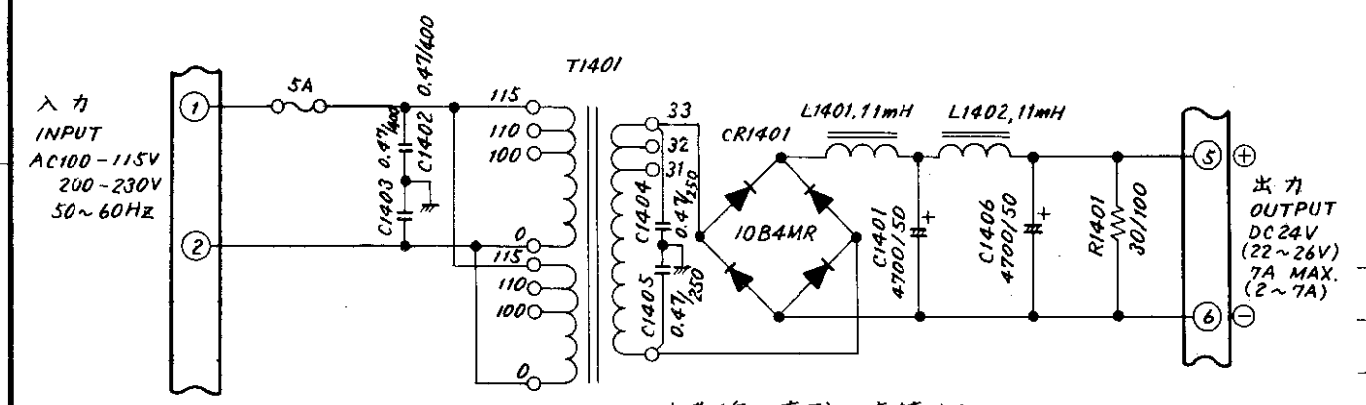 入力
INPUT
AC100-115V
200-230V
50~60Hz
1
2
5A
C1402 0.47/400
C1403 0.47/400
T1401
115
110
100
0
115
110
100
0
33
32
31
C1404 0.47/250
C1405 0.47/250
CR1401
10B4MR
L1401,11mH
L1402,11mH
C1401
4700/50
+
C1406
4700/50
+
R1401
30/100
5
+
6
-
出力
OUTPUT
DC24V
(22~26V)
7A MAX.
(2~7A)